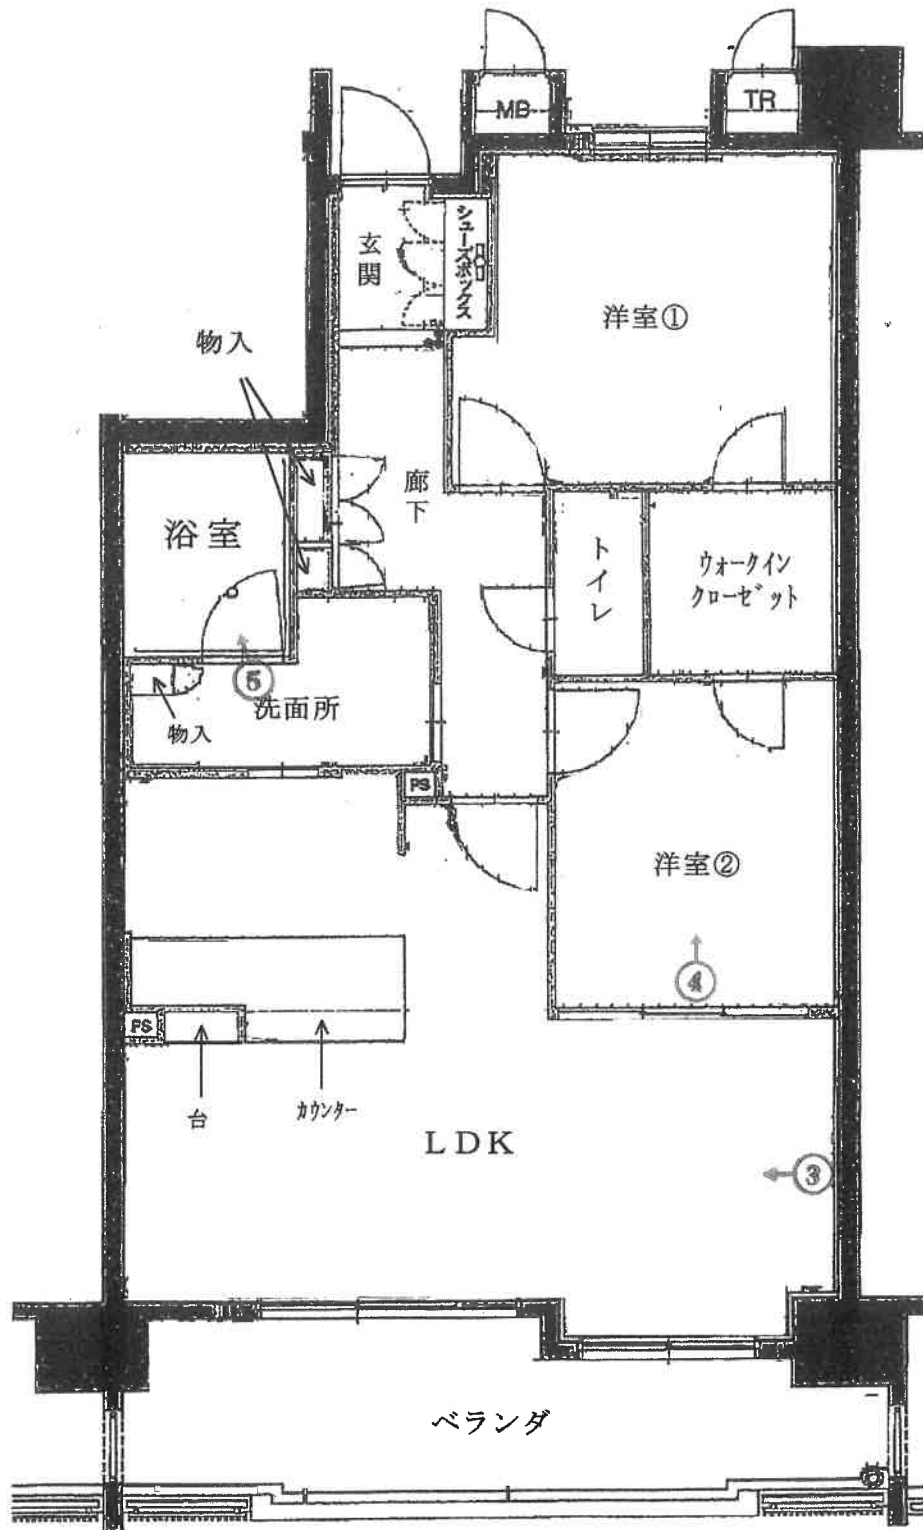 MB
TR
玄関
シューズボックス
洋室①
物入
廊下
浴室
トイレ
ウォークイン
クローゼット
⑤
洗面所
物入
PS
洋室②
④
PS
台
カウンター
LDK
③
ベランダ